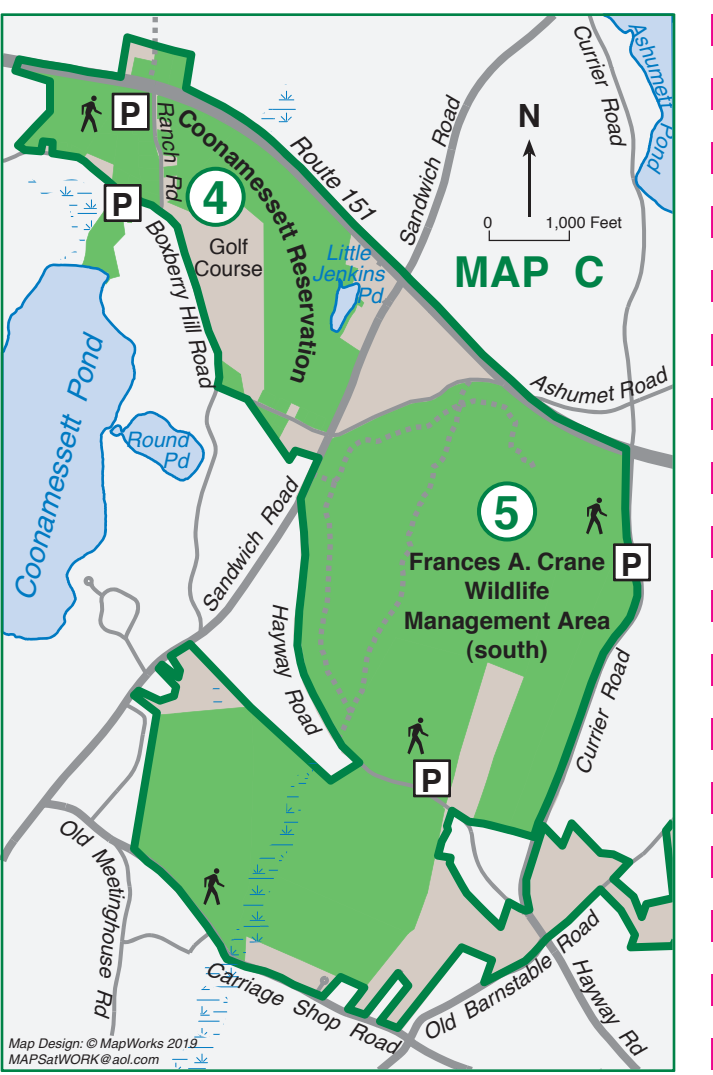 Currier Road
Ashumett Pond
P
Ranch Rd
Coonamessett Reservation
Route 151
Sandwich Road
N
0 1,000 Feet
MAP C
4
P
Golf
Course
Little
Jenkins
Pd
Boxberry Hill Road
Coonamessett Pond
Round
Pd
Ashumet Road
5
Frances A. Crane
Wildlife
Management Area
(south)
P
Sandwich Road
Hayway Road
Currier Road
P
Old Meetinghouse Rd
Carriage Shop Road
Old Barnstable Road
Hayway Rd
Map Design: © MapWorks 2019
MAPSatWORK@aol.com